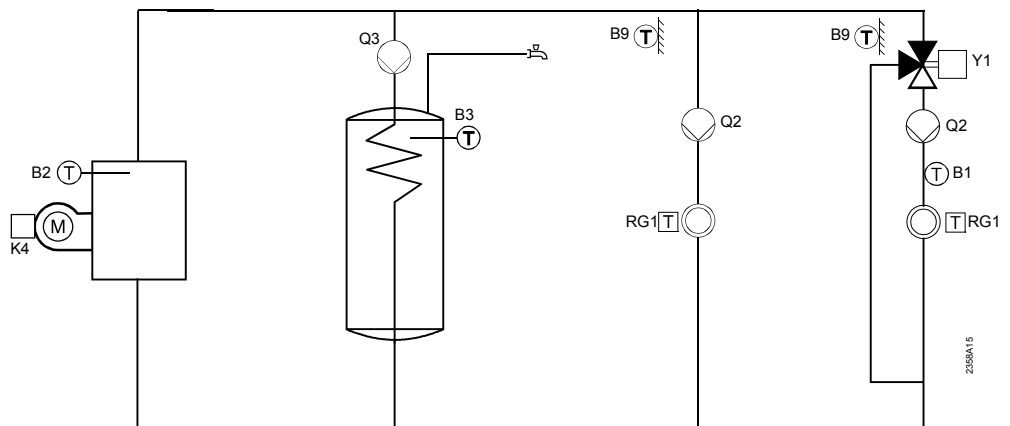 Q3
B9 T
B9 T
Y1
B3
T
Q2
Q2
B2 T
T B1
K4
M
RG1 T
T RG1
2358A15